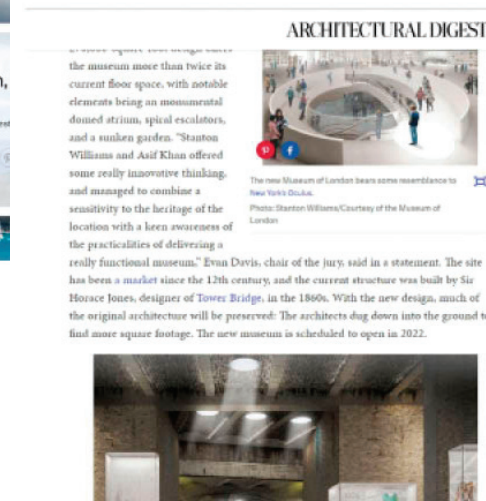 ARCHITECTURAL DIGEST
the museum more than twice its
current floor space, with notable
elements being an monumental
domed atrium, spiral escalators,
and a sunken garden. "Stanton
Williams and Asif Khan offered
some really innovative thinking,
and managed to combine a
sensitivity to the heritage of the
location with a keen awareness of
the practicalities of delivering a
The new Museum of London bears some resemblance to
New York's Oculus.
Photo: Stanton Williams/Courtesy of the Museum of
London
really functional museum," Evan Davis, chair of the jury, said in a statement. The site
has been a market since the 12th century, and the current structure was built by Sir
Horace Jones, designer of Tower Bridge, in the 1860s. With the new design, much of
the original architecture will be preserved: The architects dug down into the ground to
find more square footage. The new museum is scheduled to open in 2022.